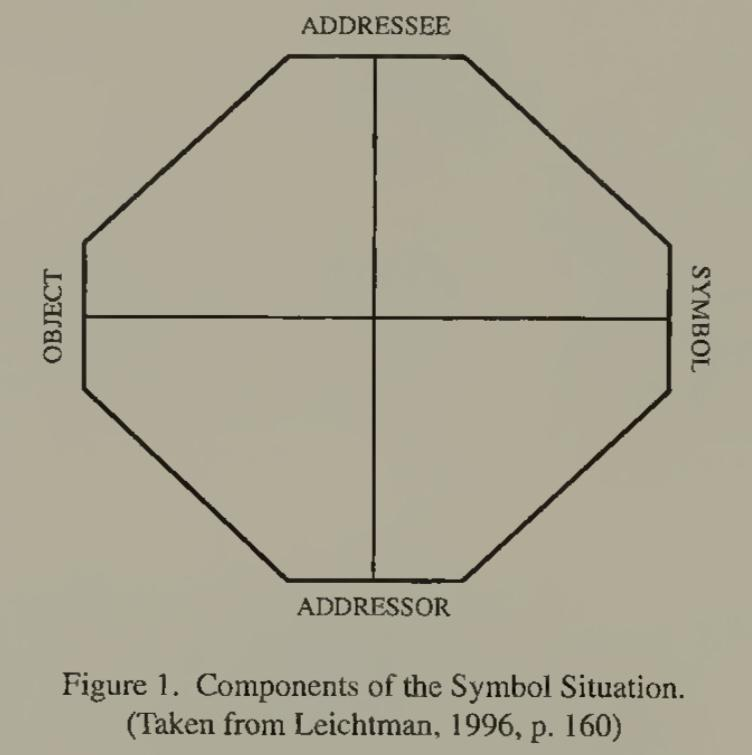 ADDRESSEE
OBJECT
SYMBOL
ADDRESSOR
Figure 1. Components of the Symbol Situation.
(Taken from Leichtman, 1996, p. 160)